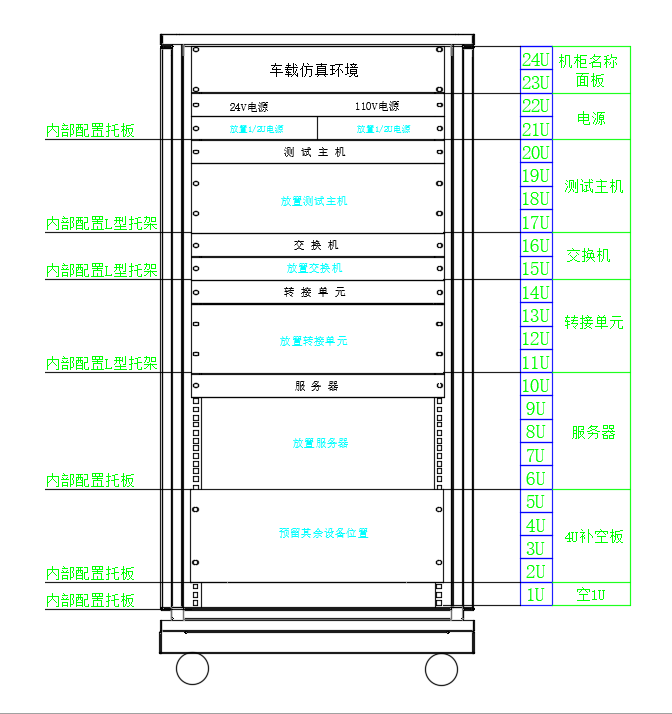 车载仿真环境
24U
机柜名称
23U
面板
24V电源
110V电源
22U
电源
内部配置托板
放置1/2U电源
放置1/2U电源
21U
测试主机
20U
19U
测试主机
放置测试主机
18U
内部配置L型托架
17U
交换机
16U
交换机
内部配置L型托架
放置交换机
15U
转接单元
14U
13U
转接单元
放置转接单元
12U
内部配置L型托架
11U
服务器
10U
9U
服务器
放置服务器
8U
7U
内部配置托板
6U
5U
预留其余设备位置
4U
4U补空板
3U
内部配置托板
2U
内部配置托板
1U
空1U